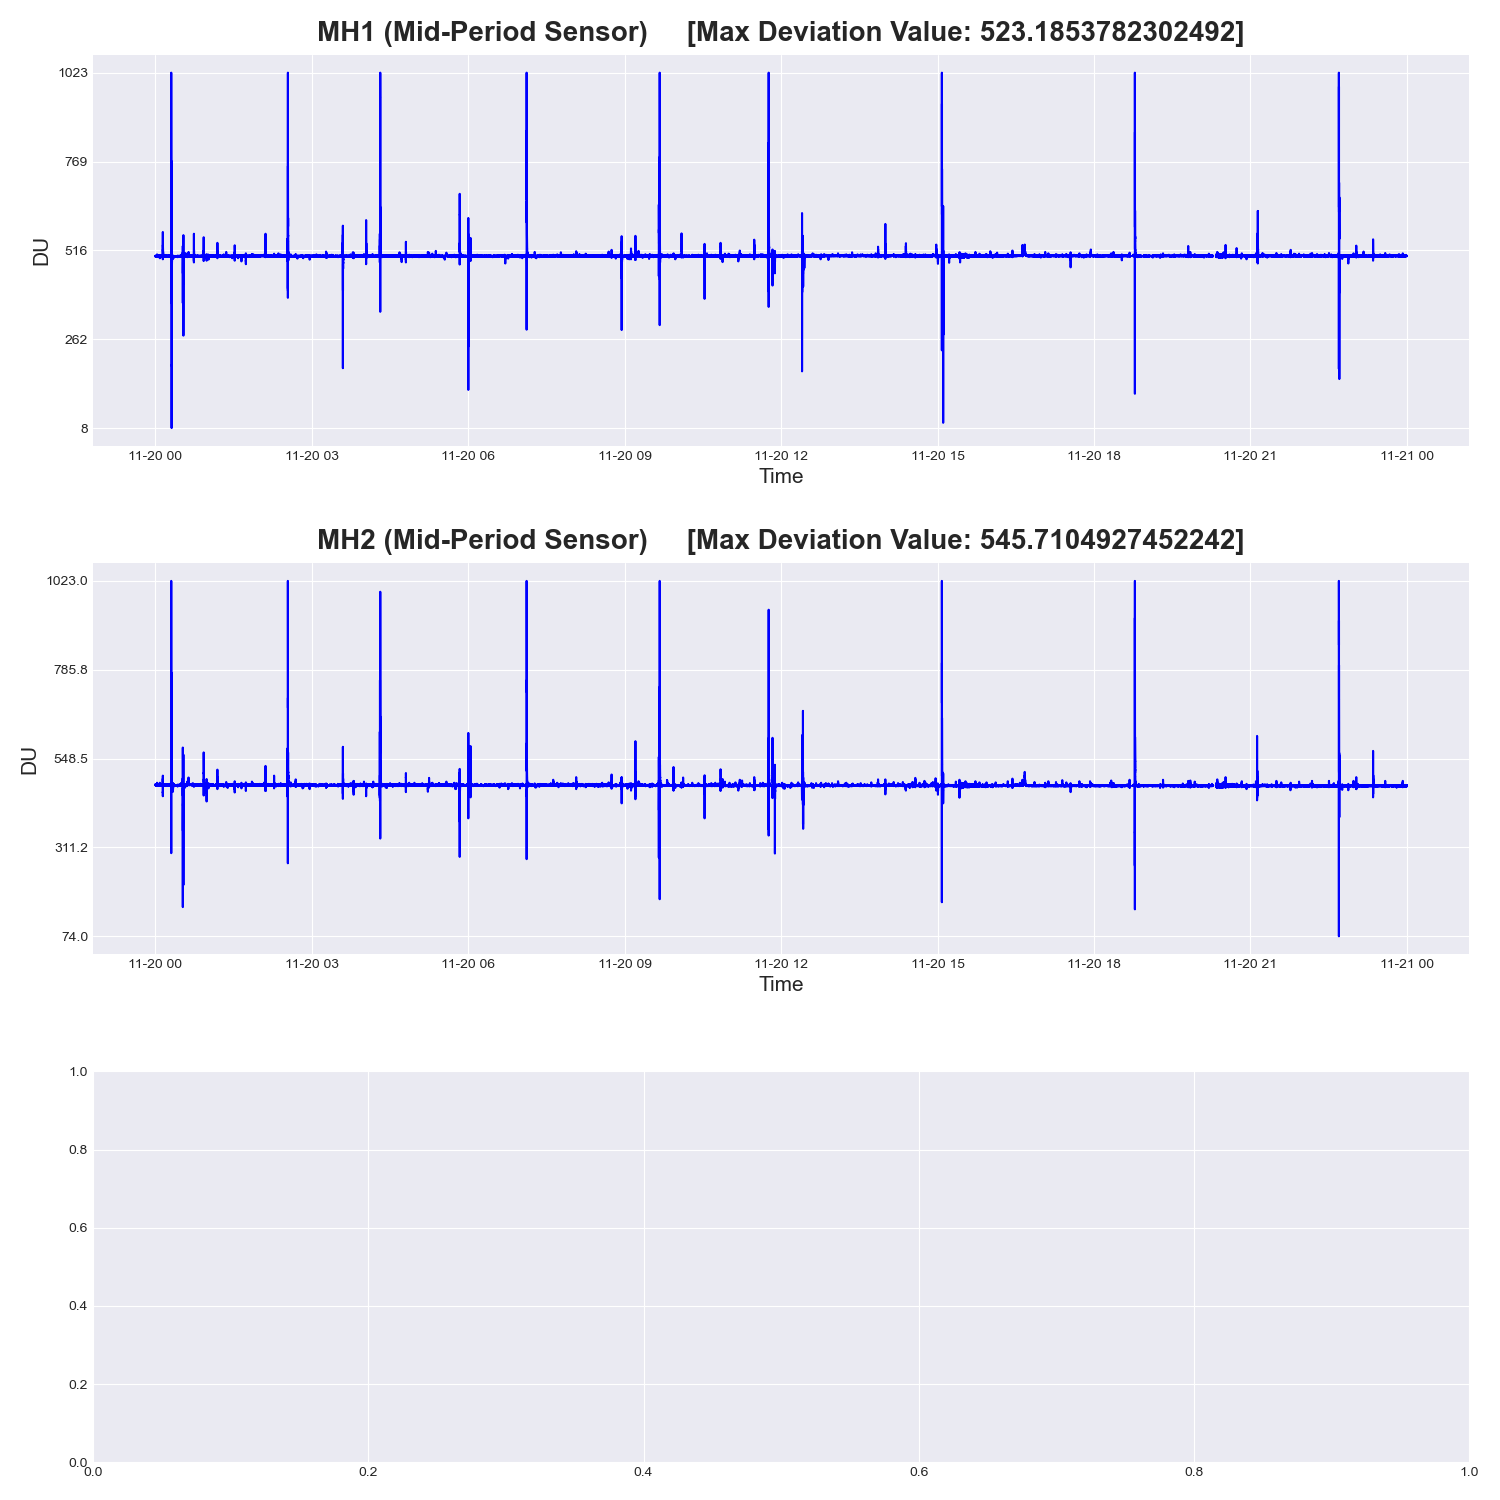 MH1 (Mid-Period Sensor) [Max Deviation Value: 523.1853782302492]
1023
769
516
262
8
DU
11-20 00 11-20 03 11-20 06 11-20 09 11-20 12 11-20 15 11-20 18 11-20 21 11-21 00
Time
MH2 (Mid-Period Sensor) [Max Deviation Value: 545.7104927452242]
1023.0
785.8
548.5
311.2
74.0
DU
11-20 00 11-20 03 11-20 06 11-20 09 11-20 12 11-20 15 11-20 18 11-20 21 11-21 00
Time
1.0
0.8
0.6
0.4
0.2
0.0
0.0 0.2 0.4 0.6 0.8 1.0